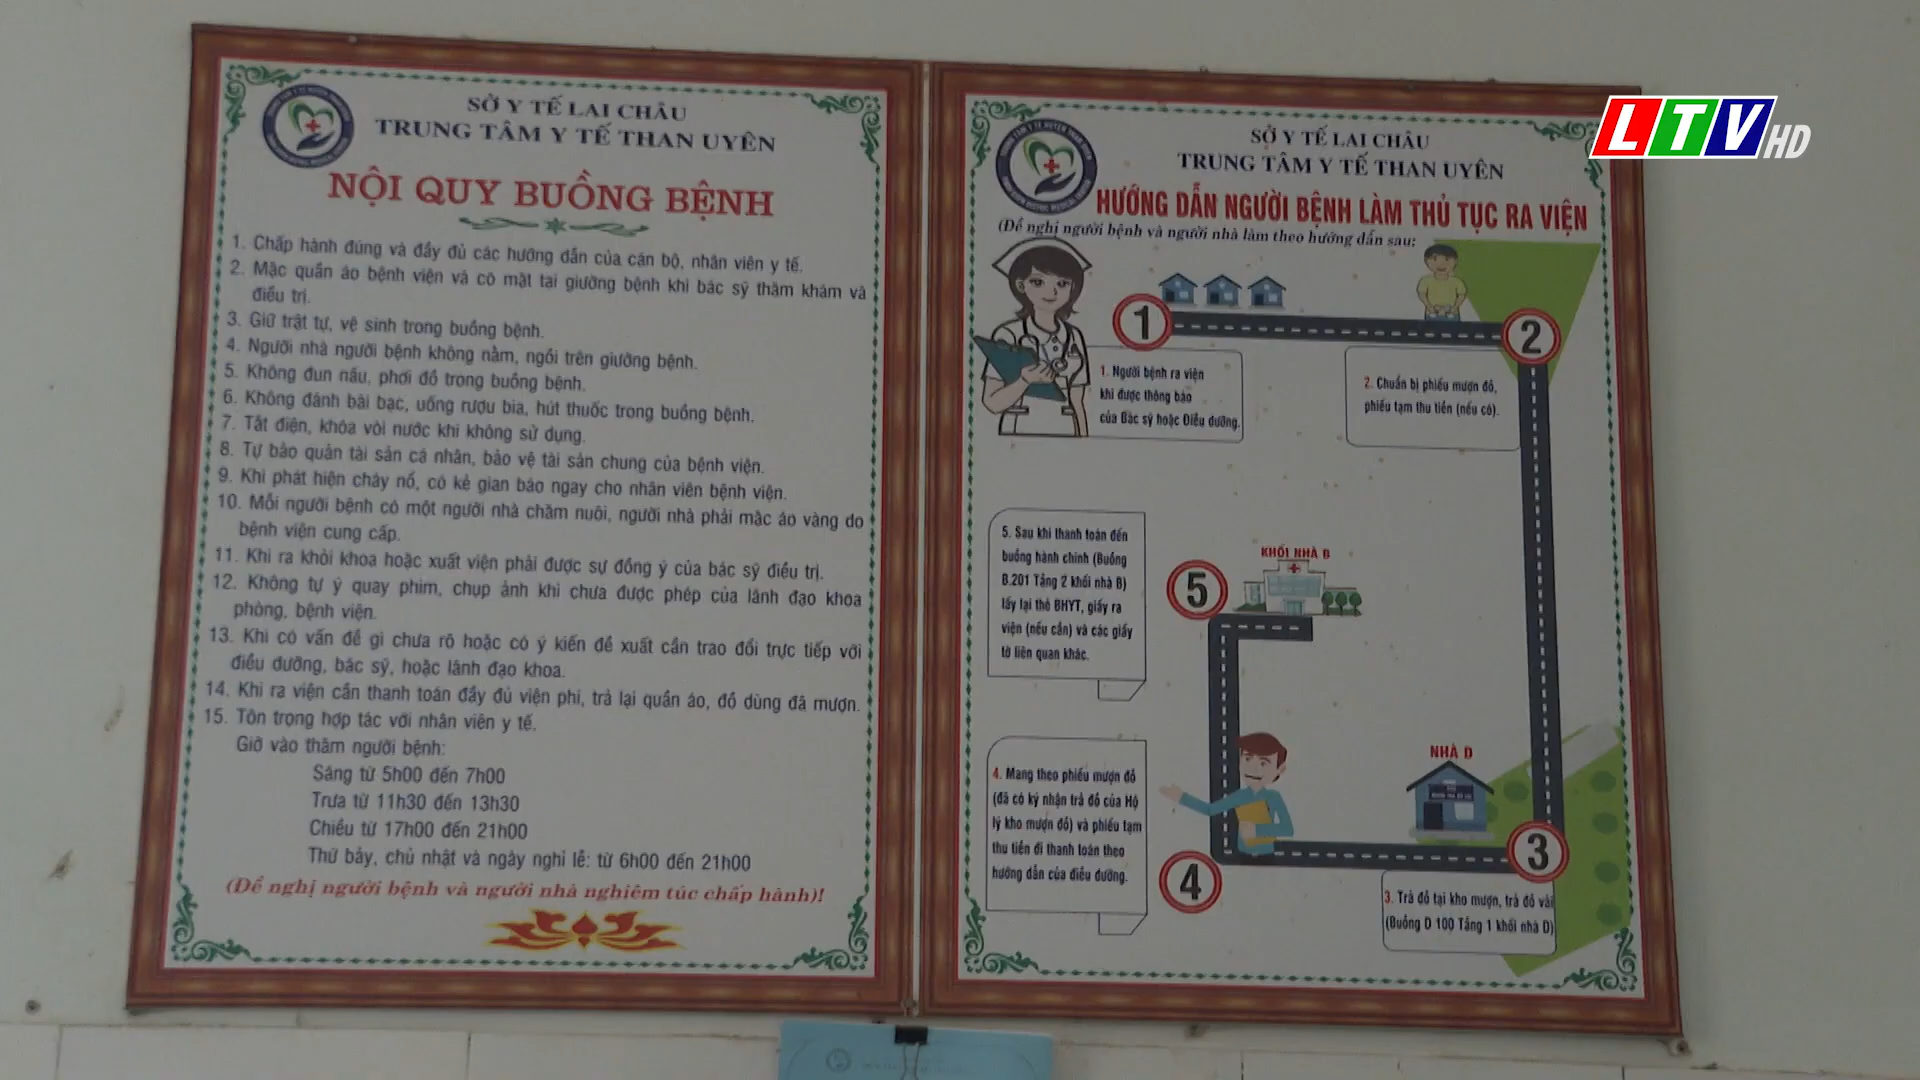 SỞ Y TẾ LAI CHÂU
TRUNG TÂM Y TẾ THAN UYÊN
NỘI QUY BUỒNG BỆNH
1. Chấp hành đúng và đầy đủ các hướng dẫn của cán bộ, nhân viên y tế.
2. Mặc quần áo bệnh viện và có mặt tại giường bệnh khi bác sỹ thăm khám và
điều trị.
3. Giữ trật tự, vệ sinh trong buồng bệnh.
4. Người nhà người bệnh không nằm, ngồi trên giường bệnh.
5. Không đun nấu, phơi đồ trong buồng bệnh.
6. Không đánh bài bạc, uống rượu bia, hút thuốc trong buồng bệnh.
7. Tắt điện, khóa vòi nước khi không sử dụng.
8. Tự bảo quản tài sản cá nhân, bảo vệ tài sản chung của bệnh viện.
9. Khi phát hiện cháy nổ, có kẻ gian báo ngay cho nhân viên bệnh viện.
10. Mỗi người bệnh có một người nhà chăm nuôi, người nhà phải mặc áo vàng do
bệnh viện cung cấp.
11. Khi ra khỏi khoa hoặc xuất viện phải được sự đồng ý của bác sỹ điều trị.
12. Không tự ý quay phim, chụp ảnh khi chưa được phép của lãnh đạo khoa
phòng, bệnh viện.
13. Khi có vấn đề gì chưa rõ hoặc có ý kiến đề xuất cần trao đổi trực tiếp với
điều dưỡng, bác sỹ, hoặc lãnh đạo khoa.
14. Khi ra viện cần thanh toán đầy đủ viện phí, trả lại quần áo, đồ dùng đã mượn.
15. Tôn trọng hợp tác với nhân viên y tế.
Giờ vào thăm người bệnh:
Sáng từ 5h00 đến 7h00
Trưa từ 11h30 đến 13h30
Chiều từ 17h00 đến 21h00
Thứ bảy, chủ nhật và ngày nghỉ lễ: từ 6h00 đến 21h00
(Đề nghị người bệnh và người nhà nghiêm túc chấp hành)!
LTV HD
SỞ Y TẾ LAI CHÂU
TRUNG TÂM Y TẾ THAN UYÊN
HƯỚNG DẪN NGƯỜI BỆNH LÀM THỦ TỤC RA VIỆN
(Đề nghị người bệnh và người nhà làm theo hướng dẫn sau:
1
2
1. Người bệnh ra viện
khi được thông báo
của Bác sỹ hoặc Điều dưỡng.
2. Chuẩn bị phiếu mượn đồ,
phiếu tạm thu tiền (nếu có).
5. Sau khi thanh toán đến
buồng hành chính (Buồng
B.201 Tầng 2 khối nhà B)
lấy lại thẻ BHYT, giấy ra
viện (nếu cần) và các giấy
tờ liên quan khác.
KHỐI NHÀ B
5
4. Mang theo phiếu mượn đồ
(đã có ký nhận trả đồ của Hộ
lý kho mượn đồ) và phiếu tạm
thu tiền đi thanh toán theo
hướng dẫn của điều dưỡng.
NHÀ D
4
3
3. Trả đồ tại kho mượn, trả đồ vải
(Buồng D 100 Tầng 1 khối nhà D)